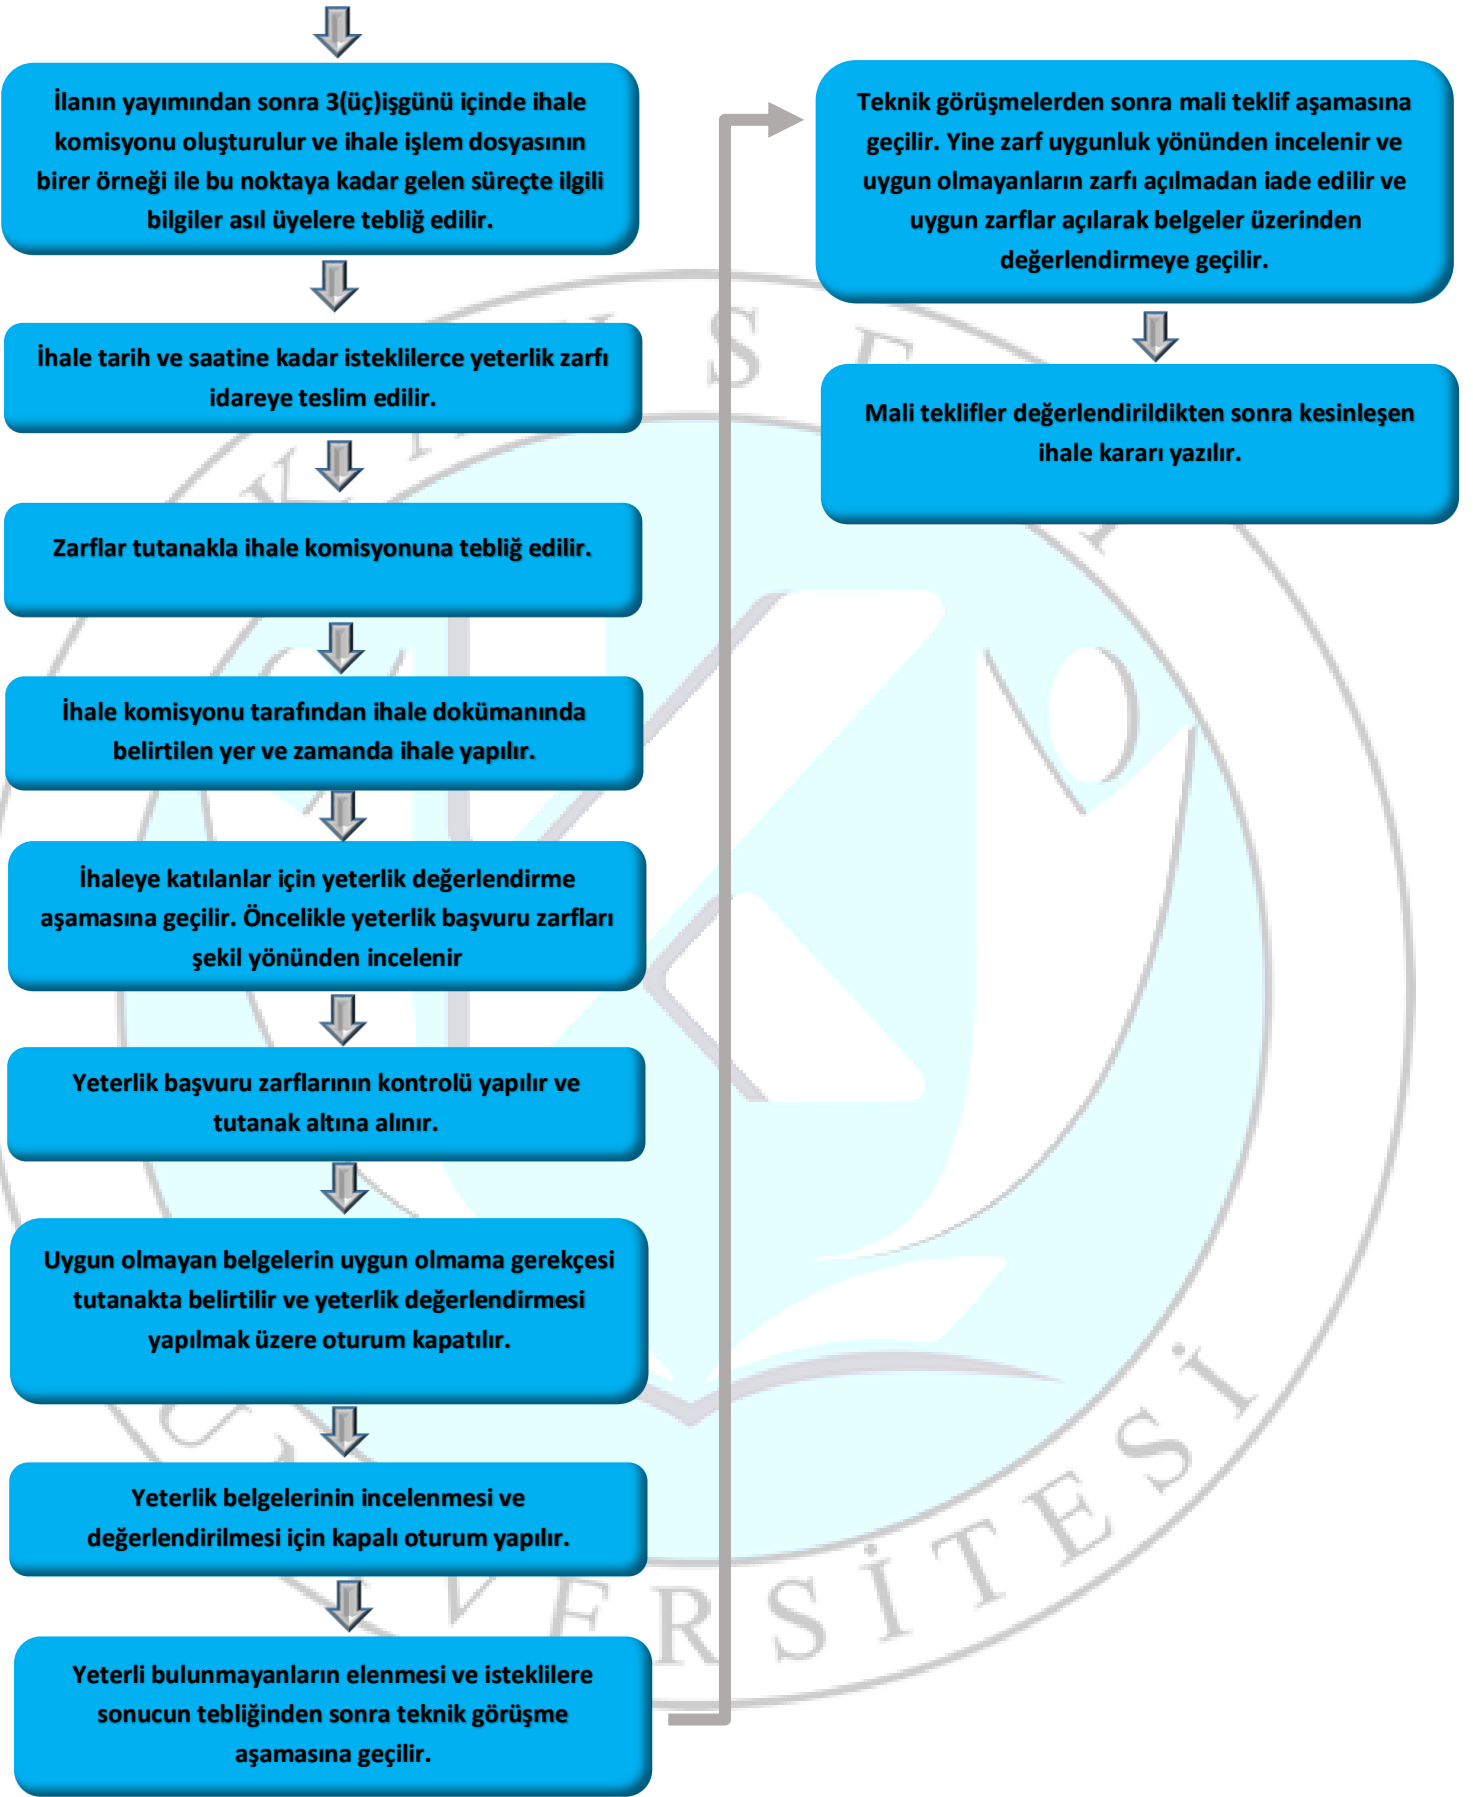 İlanın yayımından sonra 3(üç)işgünü içinde ihale
komisyonu oluşturulur ve ihale işlem dosyasının
birer örneği ile bu noktaya kadar gelen süreçte ilgili
bilgiler asıl üyelere tebliğ edilir.
İhale tarih ve saatine kadar isteklilerce yeterlik zarfı
idareye teslim edilir.
Zarflar tutanakla ihale komisyonuna tebliğ edilir.
İhale komisyonu tarafından ihale dokümanında
belirtilen yer ve zamanda ihale yapılır.
İhaleye katılanlar için yeterlik değerlendirme
aşamasına geçilir. Öncelikle yeterlik başvuru zarfları
şekil yönünden incelenir
Yeterlik başvuru zarflarının kontrolü yapılır ve
tutanak altına alınır.
Uygun olmayan belgelerin uygun olmama gerekçesi
tutanakta belirtilir ve yeterlik değerlendirmesi
yapılmak üzere oturum kapatılır.
Yeterlik belgelerinin incelenmesi ve
değerlendirilmesi için kapalı oturum yapılır.
Yeterli bulunmayanların elenmesi ve isteklilere
sonucun tebliğinden sonra teknik görüşme
aşamasına geçilir.
Teknik görüşmelerden sonra mali teklif aşamasına
geçilir. Yine zarf uygunluk yönünden incelenir ve
uygun olmayanların zarfı açılmadan iade edilir ve
uygun zarflar açılarak belgeler üzerinden
değerlendirmeye geçilir.
Mali teklifler değerlendirildikten sonra kesinleşen
ihale kararı yazılır.